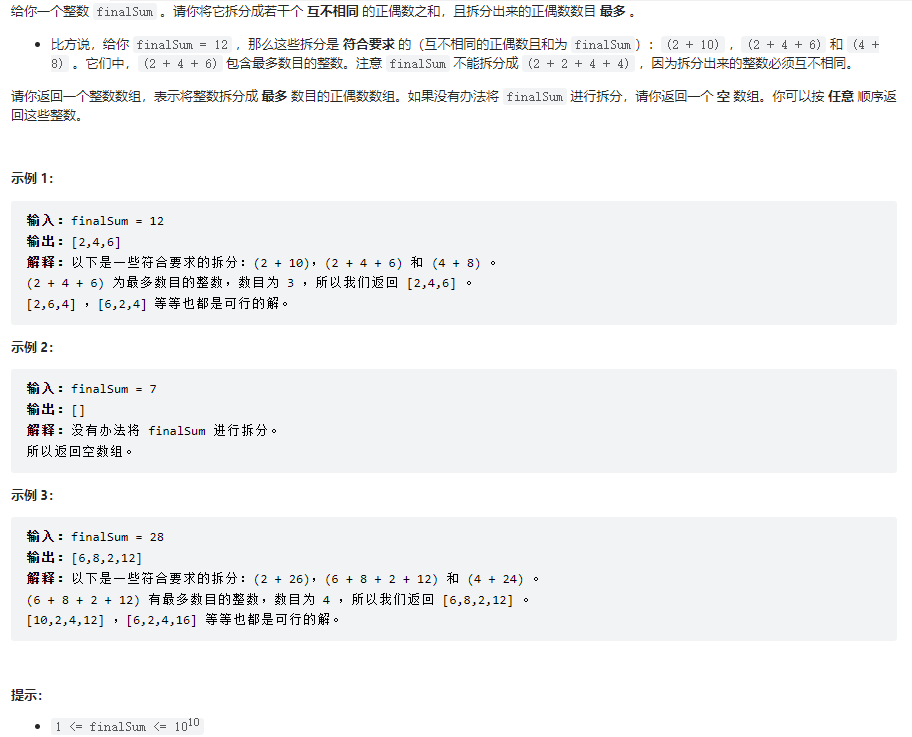 给你一个整数 finalSum 。请你将它拆分成若干个 互不相同 的正偶数之和，且拆分出来的正偶数数目 最多 。
• 比方说，给你 finalSum = 12 ，那么这些拆分是 符合要求 的（互不相同的正偶数且和为 finalSum）：(2 + 10) ，(2 + 4 + 6) 和 (4 +
8) 。它们中，(2 + 4 + 6) 包含最多数目的整数。注意 finalSum 不能拆分成 (2 + 2 + 4 + 4) ，因为拆分出来的整数必须互不相同。
请你返回一个整数数组，表示将整数拆分成 最多 数目的正偶数数组。如果没有办法将 finalSum 进行拆分，请你返回一个 空 数组。你可以按 任意 顺序返
回这些整数。
示例 1：
输入：finalSum = 12
输出：[2,4,6]
解释：以下是一些符合要求的拆分：(2 + 10)，(2 + 4 + 6) 和 (4 + 8) 。
(2 + 4 + 6) 为最多数目的整数，数目为 3 ，所以我们返回 [2,4,6] 。
[2,6,4] ，[6,2,4] 等等也都是可行的解。
示例 2：
输入：finalSum = 7
输出：[]
解释：没有办法将 finalSum 进行拆分。
所以返回空数组。
示例 3：
输入：finalSum = 28
输出：[6,8,2,12]
解释：以下是一些符合要求的拆分：(2 + 26)，(6 + 8 + 2 + 12) 和 (4 + 24) 。
(6 + 8 + 2 + 12) 有最多数目的整数，数目为 4 ，所以我们返回 [6,8,2,12] 。
[10,2,4,12] ，[6,2,4,16] 等等也都是可行的解。
提示：
• 1 <= finalSum <= 10^10